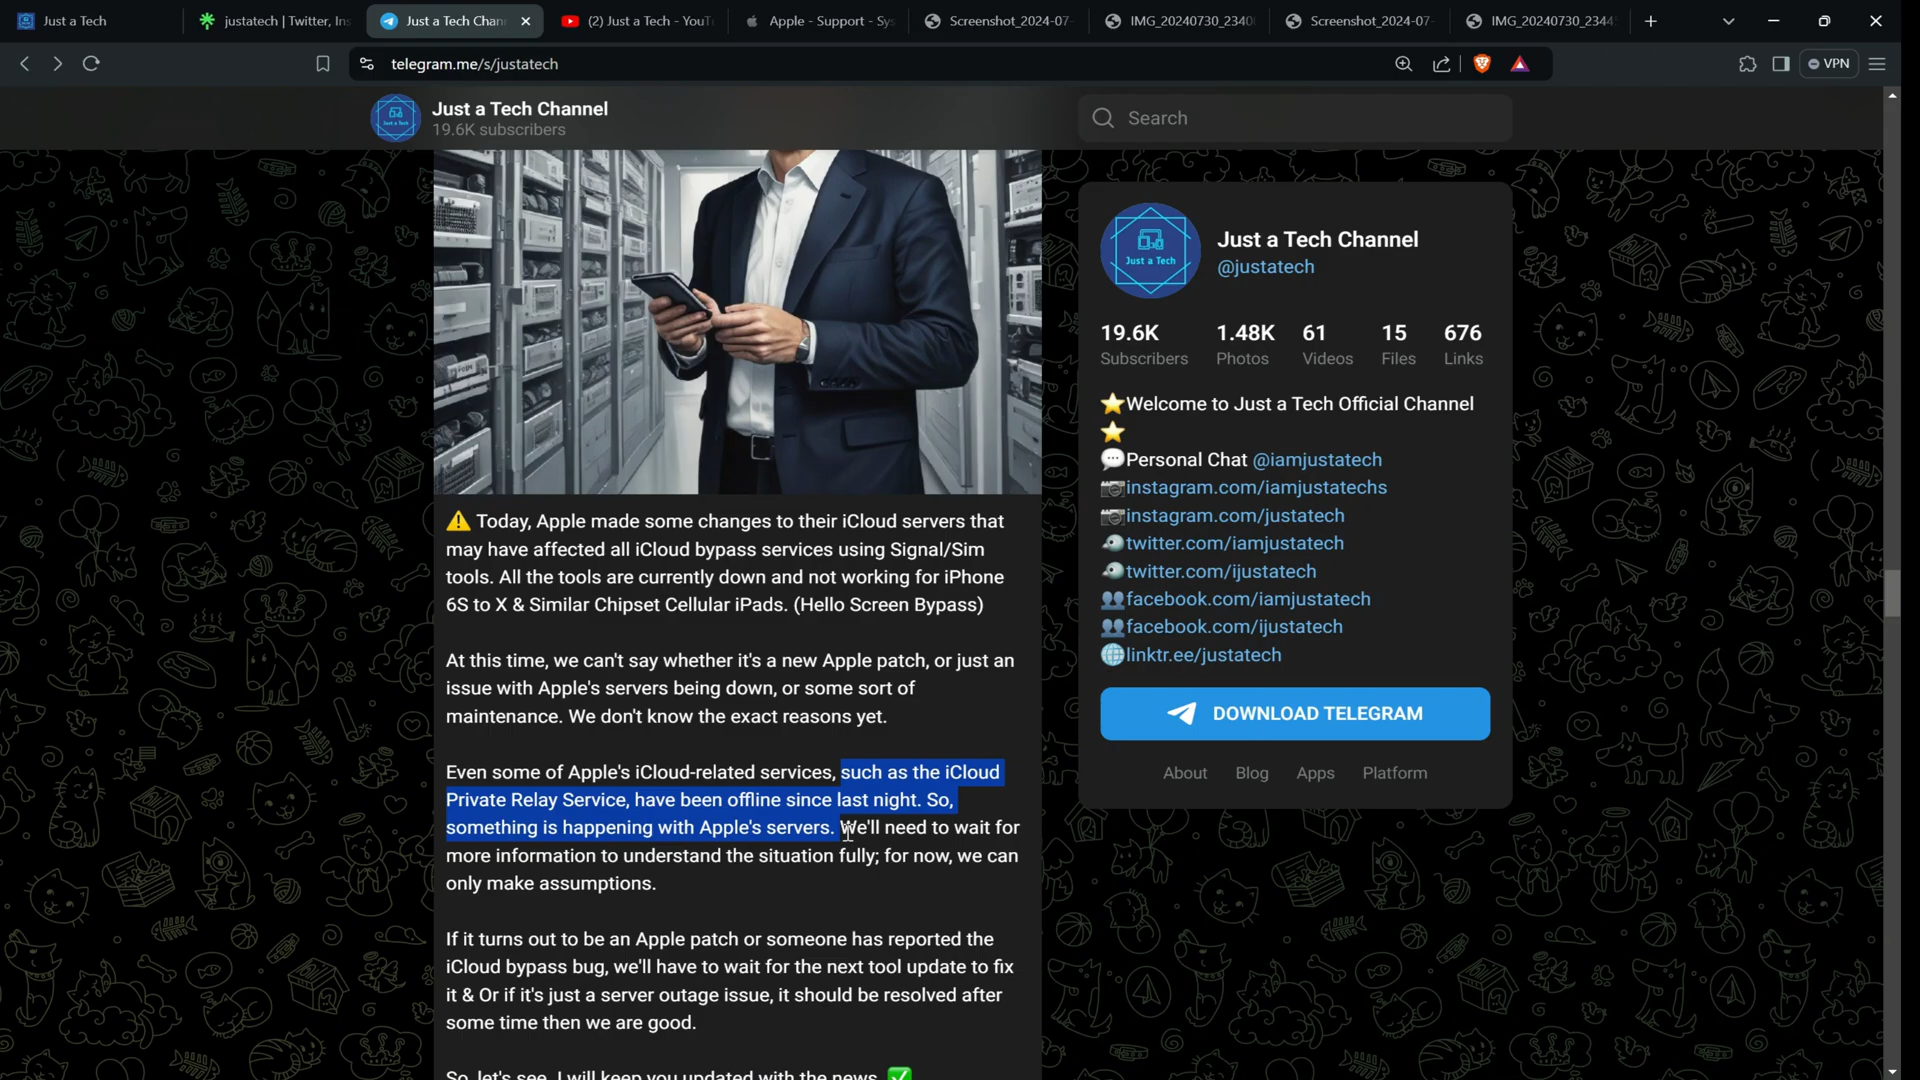 Just a Tech
justatech | Twitter, In
Just a Tech Chan
(2) Just a Tech - YouT
Apple - Support - Sys
Screenshot_2024-07-
IMG_20240730_2340
Screenshot_2024-07-
IMG_20240730_2344
telegram.me/s/justatech
VPN
Just a Tech Channel
19.6K subscribers
Search
Just a Tech
Just a Tech Channel
@justatech
19.6K 1.48K 61 15 676
Subscribers Photos Videos Files Links
⭐Welcome to Just a Tech Official Channel
⭐
💬Personal Chat @iamjustatech
📷instagram.com/iamjustatechs
📷instagram.com/justatech
twitter.com/iamjustatech
twitter.com/ijustatech
👥facebook.com/iamjustatech
👥facebook.com/ijustatech
🌐linktr.ee/justatech
DOWNLOAD TELEGRAM
About Blog Apps Platform
⚠️ Today, Apple made some changes to their iCloud servers that
may have affected all iCloud bypass services using Signal/Sim
tools. All the tools are currently down and not working for iPhone
6S to X & Similar Chipset Cellular iPads. (Hello Screen Bypass)
At this time, we can't say whether it's a new Apple patch, or just an
issue with Apple's servers being down, or some sort of
maintenance. We don't know the exact reasons yet.
Even some of Apple's iCloud-related services, such as the iCloud
Private Relay Service, have been offline since last night. So,
something is happening with Apple's servers. We'll need to wait for
more information to understand the situation fully; for now, we can
only make assumptions.
If it turns out to be an Apple patch or someone has reported the
iCloud bypass bug, we'll have to wait for the next tool update to fix
it & Or if it's just a server outage issue, it should be resolved after
some time then we are good.
So, let's see, I will keep you updated with the news. ✅